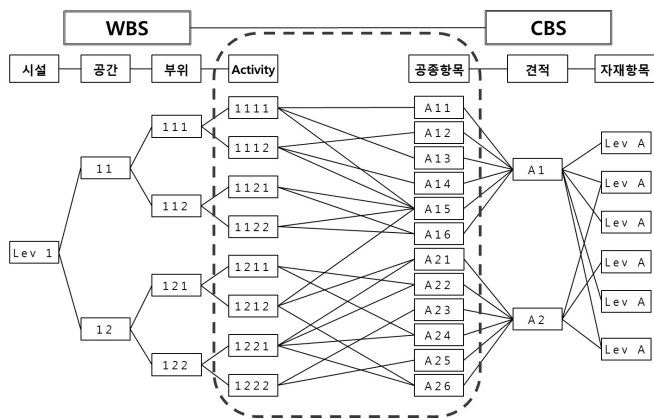 WBS
CBS
시설
공간
부위
Activity
공종항목
견적
자재항목
Lev 1
11
12
111
112
121
122
1111
1112
1121
1122
1211
1212
1221
1222
A11
A12
A13
A14
A15
A16
A21
A22
A23
A24
A25
A26
A1
A2
Lev A
Lev A
Lev A
Lev A
Lev A
Lev A